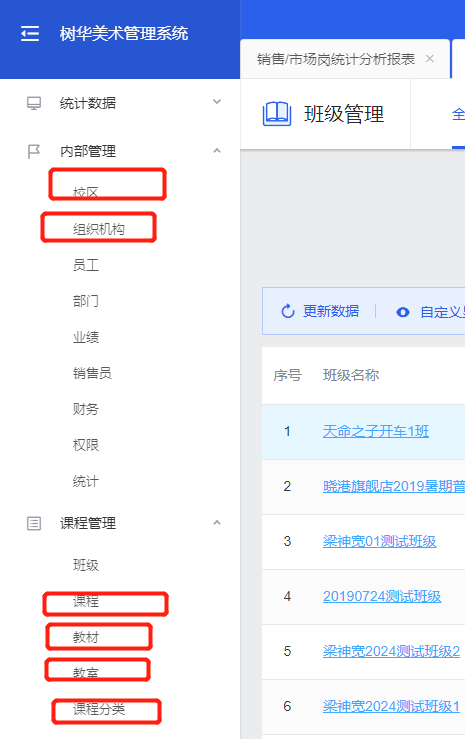 树华美术管理系统
统计数据
内部管理
校区
组织机构
员工
部门
业绩
销售员
财务
权限
统计
课程管理
班级
课程
教材
教室
课程分类
销售/市场岗统计分析报表 ×
班级管理
全
更新数据
自定义显
序号 班级名称
1 天命之子开车1班
2 晓港旗舰店2019暑期普
3 梁神宽01测试班级
4 20190724测试班级
5 梁神宽2024测试班级2
6 梁神宽2024测试班级1